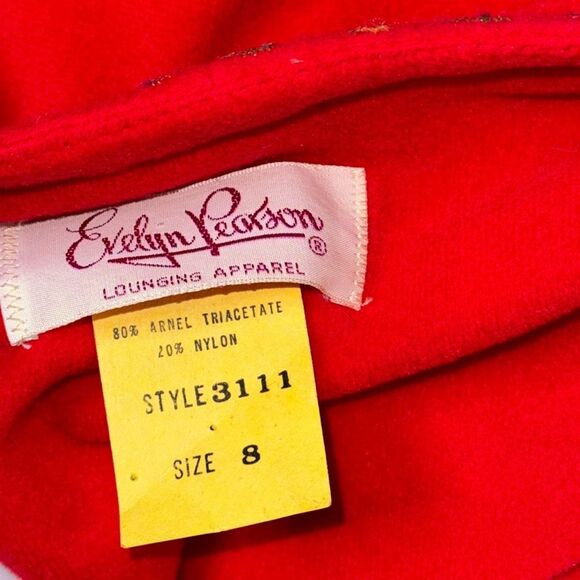 Evelyn Pearson
®
LOUNGING APPAREL
80% ARNEL TRIACETATE
20% NYLON
STYLE 3111
SIZE 8